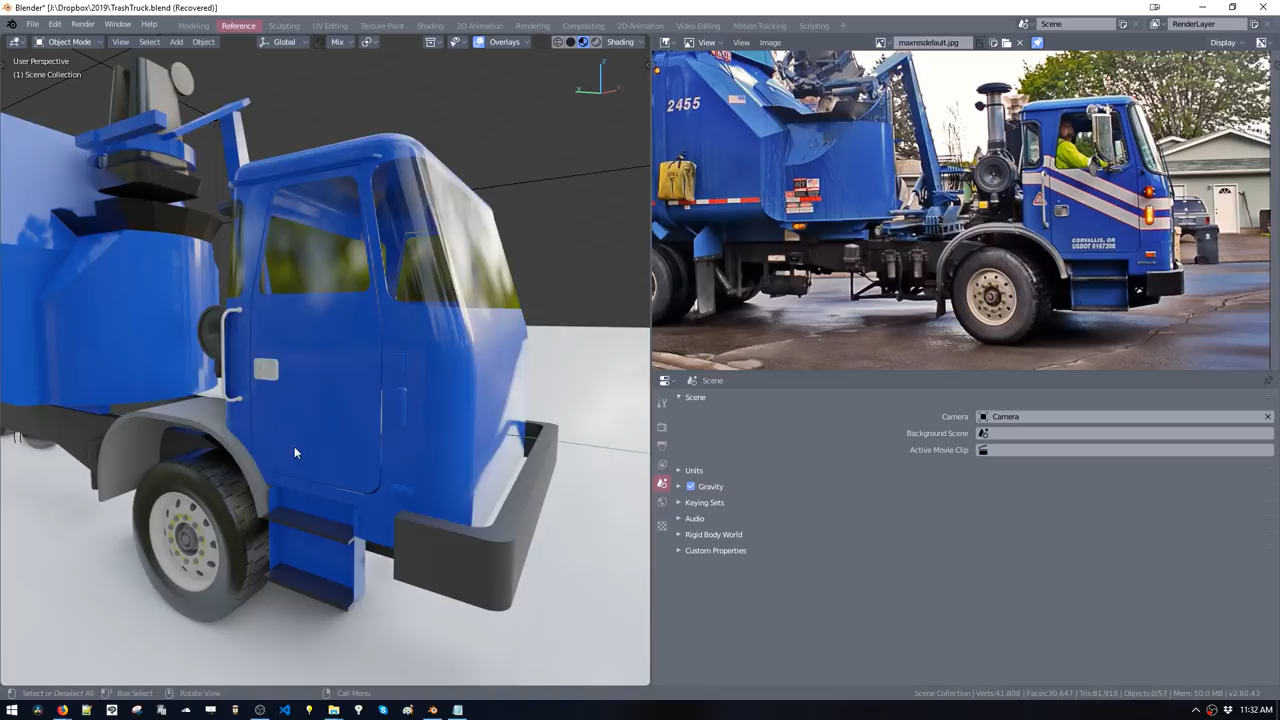 Blender* [J:\Dropbox\2019\TrashTruck.blend (Recovered)]
File Edit Render Window Help Modeling Reference Sculpting UV Editing Texture Paint Shading 3D Animation Rendering Compositing 2D Animation Video Editing Motion Tracking Scripting + Scene RenderLayer
Object Mode View Select Add Object Global Mix Overlays Shading View View Image maxresdefault.jpg Display
User Perspective
(1) Scene Collection
z
y
x
2455
CORVALLIS, OR
USDOT 0167208
Scene
Scene
Camera Camera
Background Scene
Active Movie Clip
Units
Gravity
Keying Sets
Audio
Rigid Body World
Custom Properties
Select or Deselect All Box Select Rotate View Call Menu Scene Collection | Verts:41,808 | Faces:30,647 | Tris:81,918 | Objects:0/57 | Mem: 50.0 MB | v2.80.43
11:32 AM